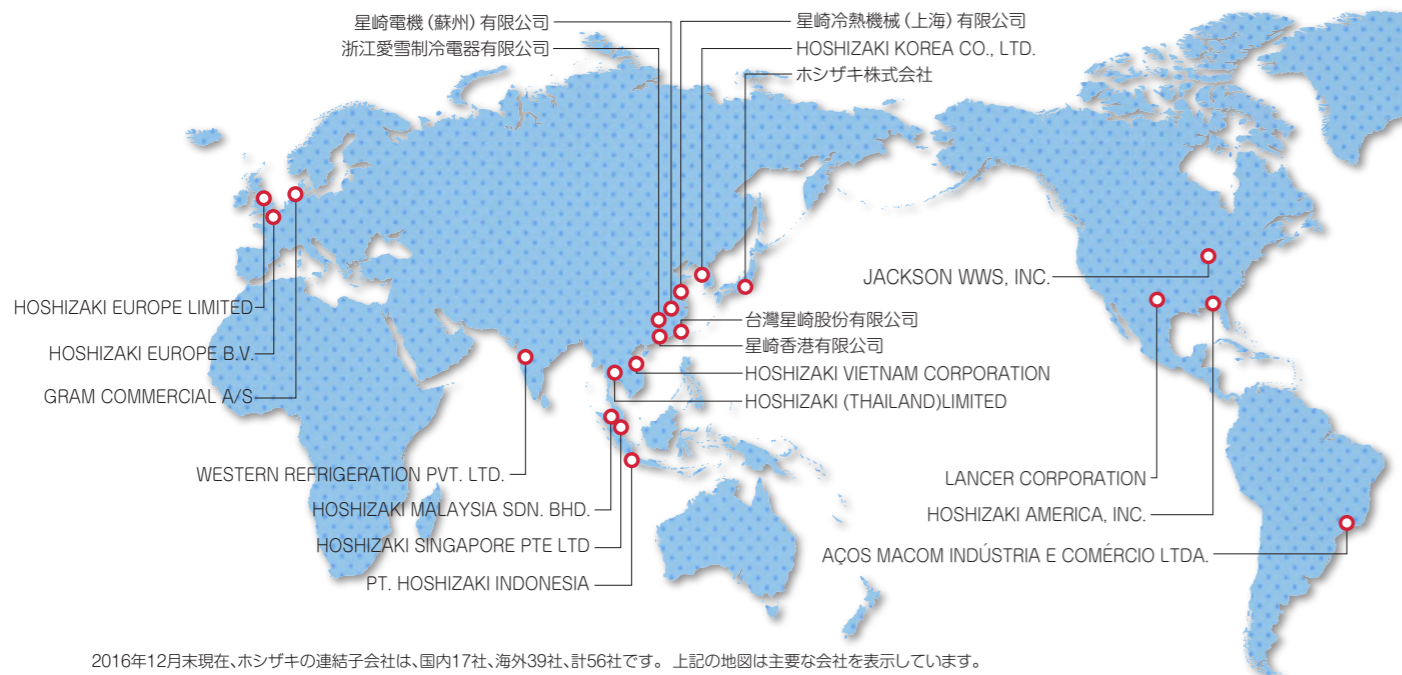 星崎電機（蘇州）有限公司
浙江愛雪制冷電器有限公司
星崎冷熱機械（上海）有限公司
HOSHIZAKI KOREA CO., LTD.
ホシザキ株式会社
HOSHIZAKI EUROPE LIMITED
HOSHIZAKI EUROPE B.V.
GRAM COMMERCIAL A/S
WESTERN REFRIGERATION PVT. LTD.
HOSHIZAKI MALAYSIA SDN. BHD.
HOSHIZAKI SINGAPORE PTE LTD
PT. HOSHIZAKI INDONESIA
台灣星崎股份有限公司
星崎香港有限公司
HOSHIZAKI VIETNAM CORPORATION
HOSHIZAKI (THAILAND)LIMITED
JACKSON WWS, INC.
LANCER CORPORATION
HOSHIZAKI AMERICA, INC.
AÇOS MACOM INDÚSTRIA E COMÉRCIO LTDA.
2016年12月末現在、ホシザキの連結子会社は、国内17社、海外39社、計56社です。 上記の地図は主要な会社を表示しています。